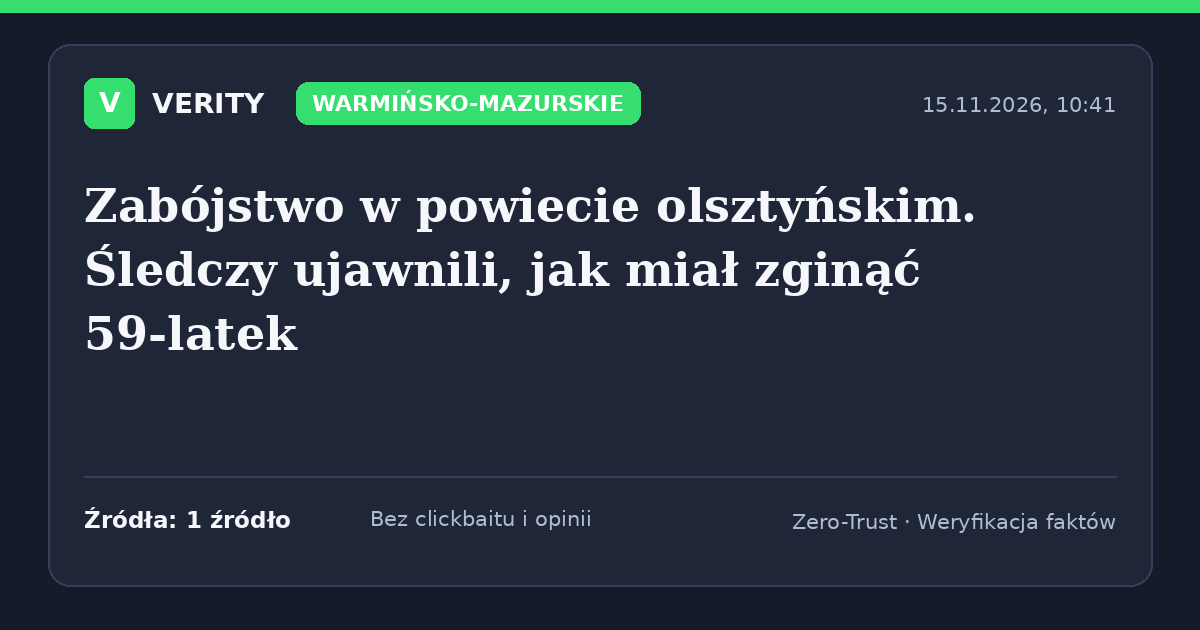 V VERITY WARMIŃSKO-MAZURSKIE 15.11.2026, 10:41
Zabójstwo w powiecie olsztyńskim.
Śledczy ujawnili, jak miał zginąć
59-latek
Źródła: 1 źródło Bez clickbaitu i opinii Zero-Trust · Weryfikacja faktów